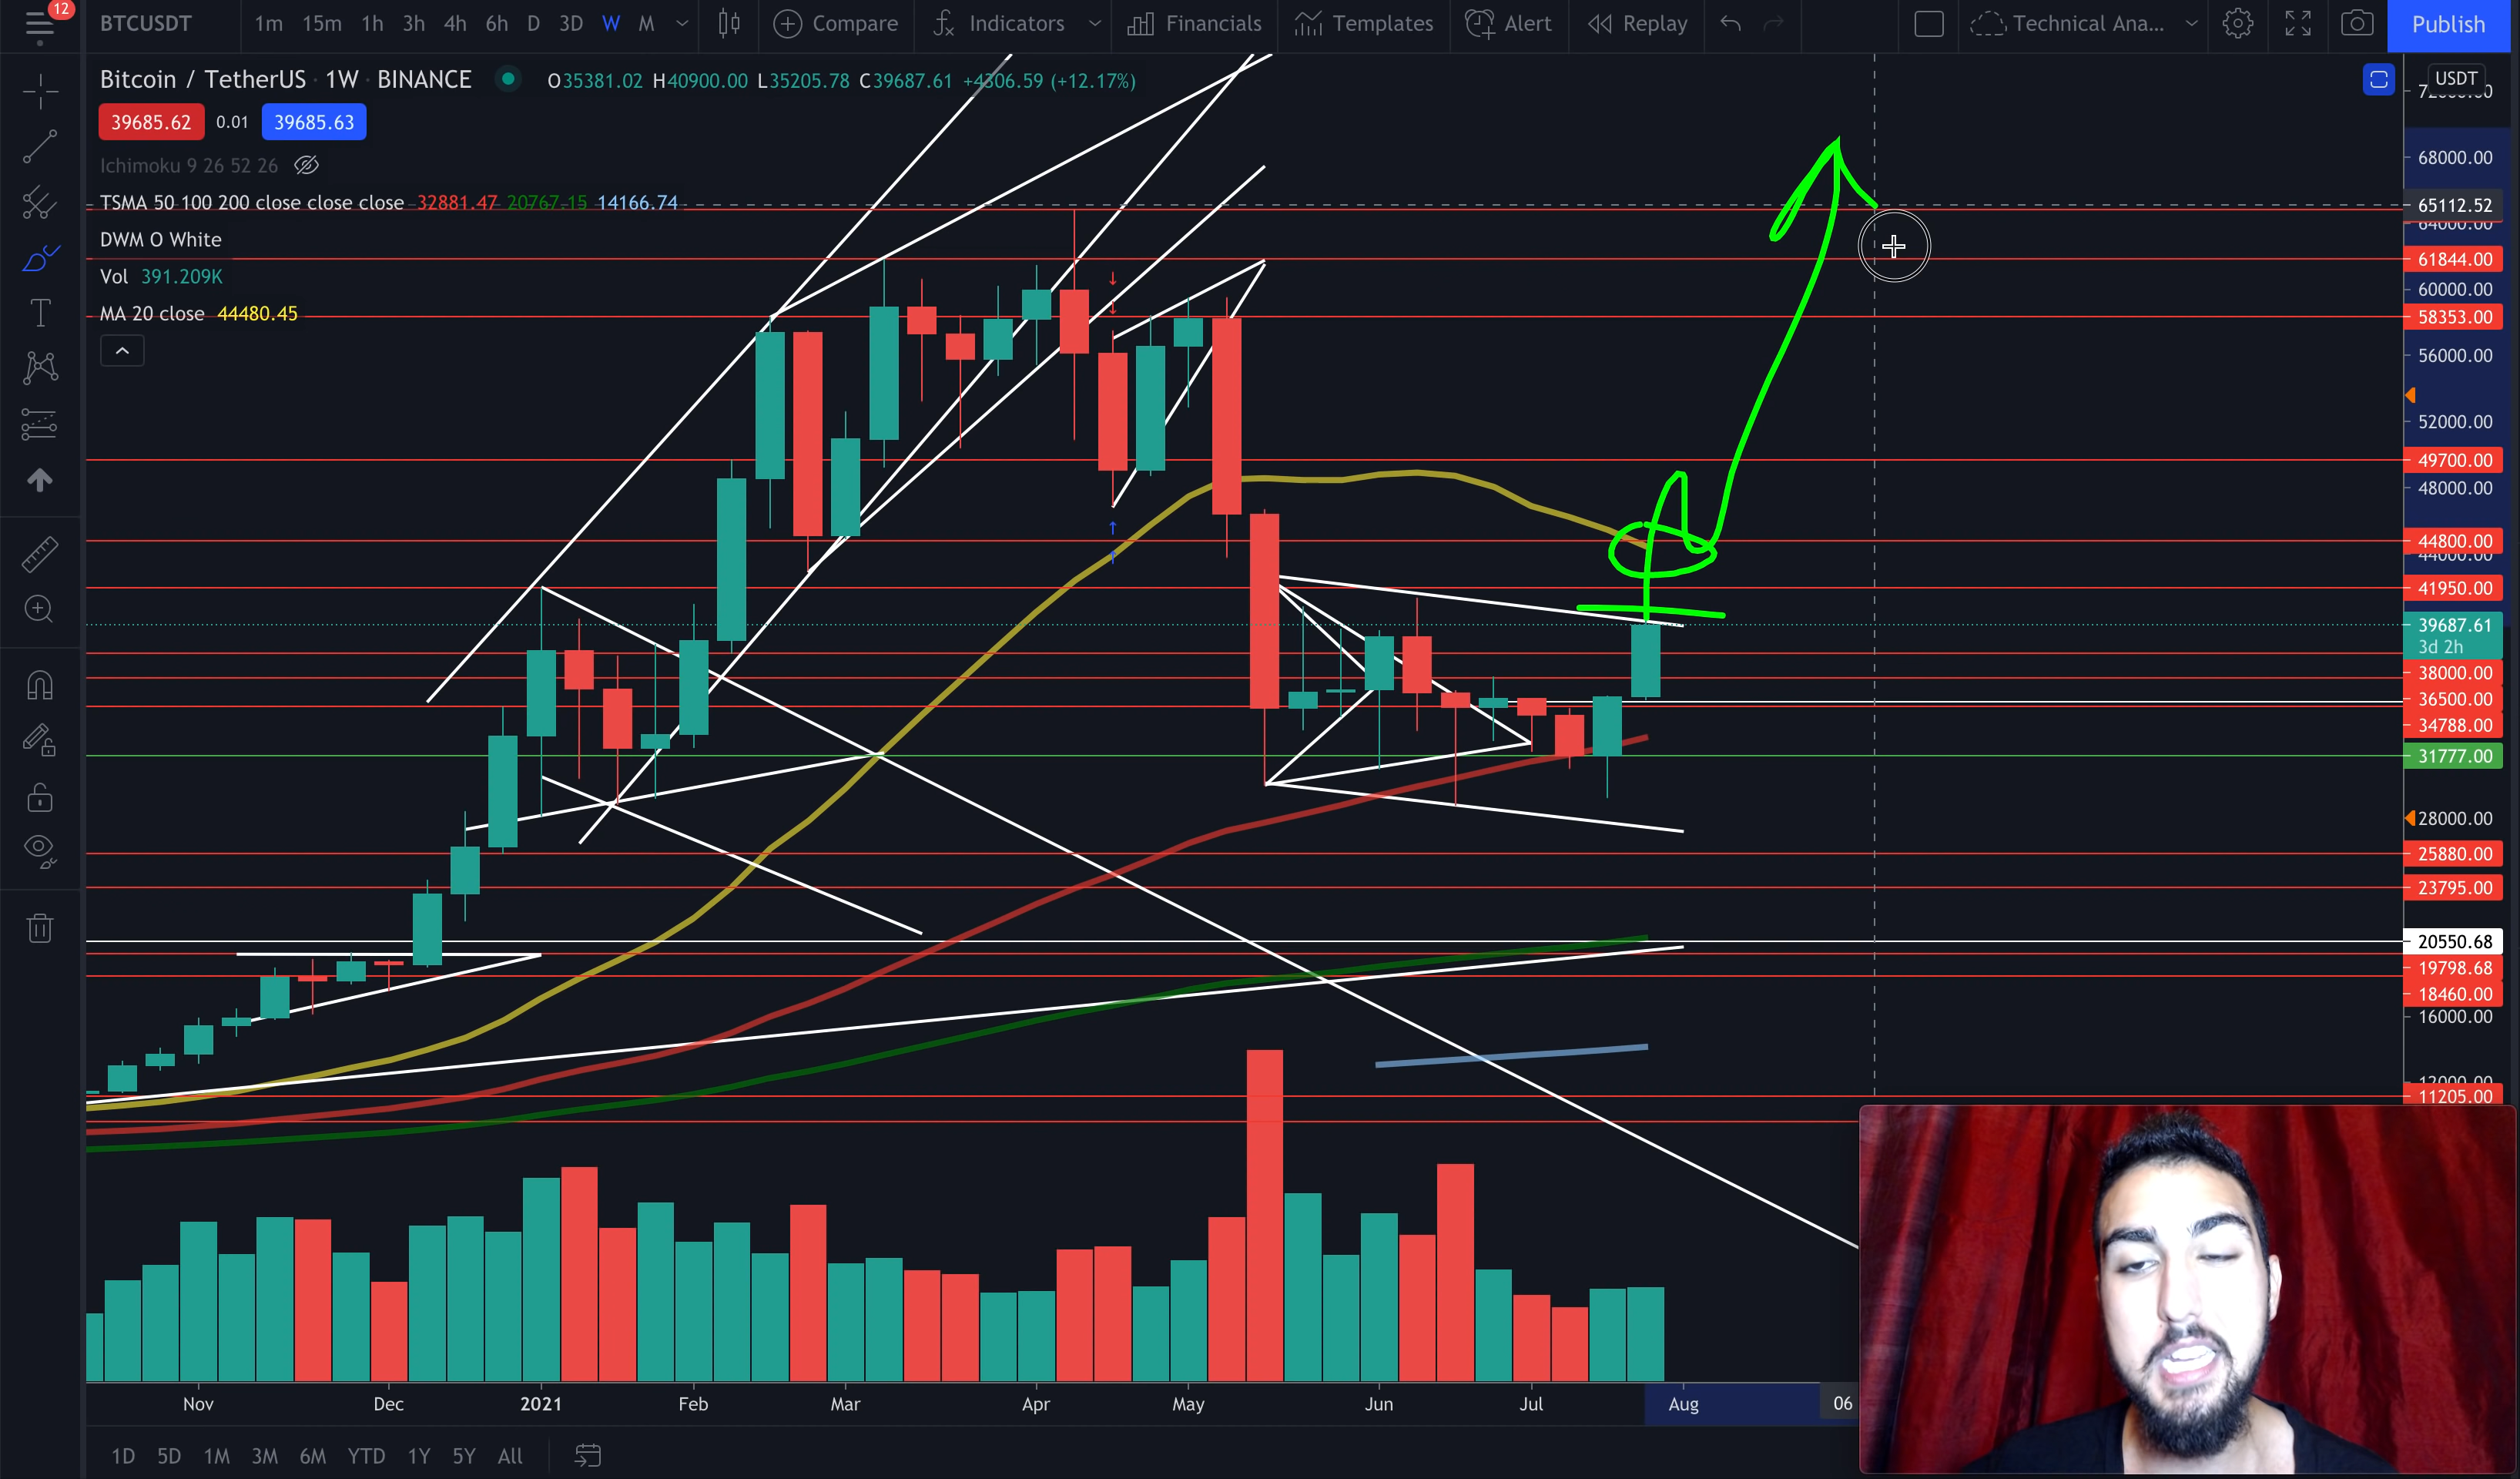 12
BTCUSDT 1m 15m 1h 3h 4h 6h D 3D W M Compare Indicators Financials Templates Alert Replay Technical Ana... Publish
Bitcoin / TetherUS · 1W · BINANCE O35381.02 H40900.00 L35205.78 C39687.61 +4306.59 (+12.17%)
USDT
39685.62 0.01 39685.63
Ichimoku 9 26 52 26
TSMA 50 100 200 close close close 32881.47 20767.15 14166.74
DWM O White
Vol 391.209K
MA 20 close 44480.45
68000.00
65112.52
64000.00
61844.00
60000.00
58353.00
56000.00
52000.00
49700.00
48000.00
44800.00
44000.00
41950.00
39687.61
3d 2h
38000.00
36500.00
34788.00
31777.00
28000.00
25880.00
23795.00
20550.68
19798.68
18460.00
16000.00
12000.00
11205.00
Nov Dec 2021 Feb Mar Apr May Jun Jul Aug 06
1D 5D 1M 3M 6M YTD 1Y 5Y All